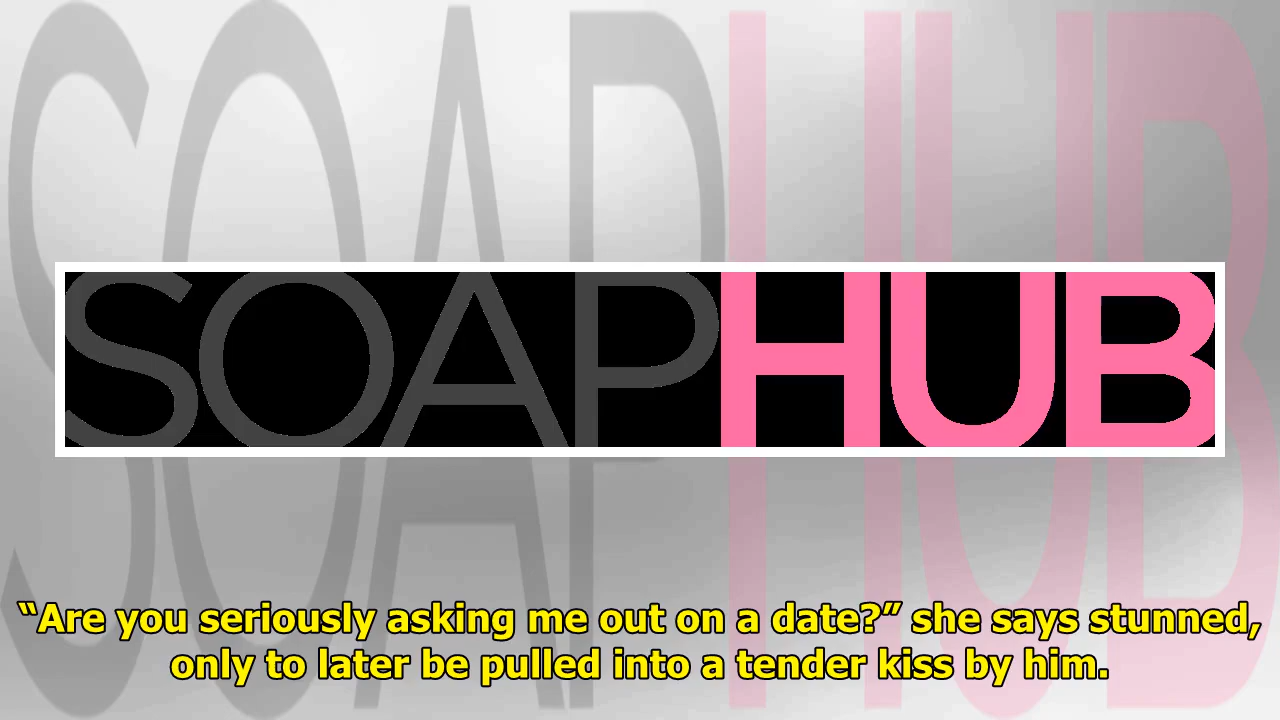 SOAPHUB
SOAPHUB
“Are you seriously asking me out on a date?” she says stunned,
only to later be pulled into a tender kiss by him.